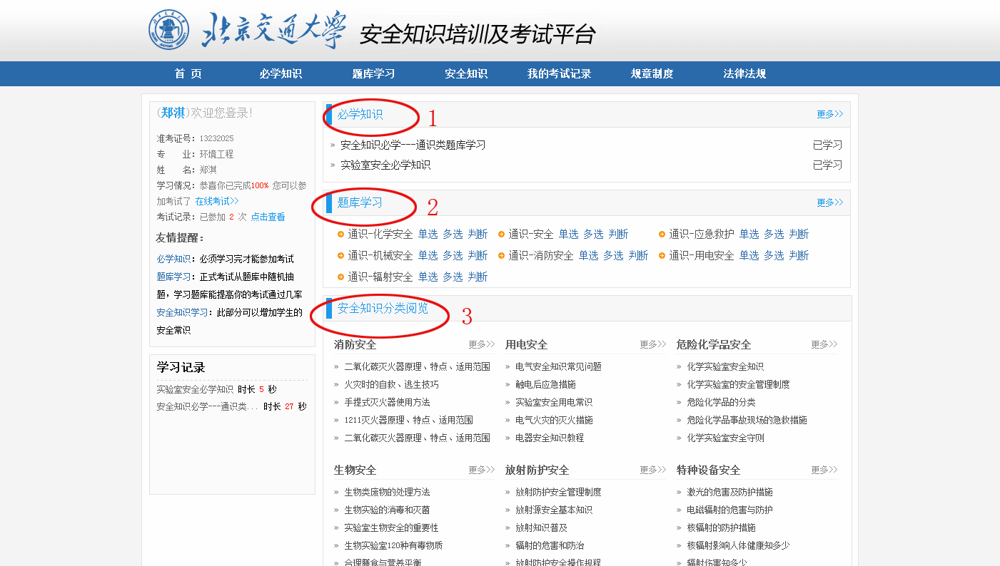 北京交通大学 安全知识培训及考试平台
首 页 必学知识 题库学习 安全知识 我的考试记录 规章制度 法律法规
(郑淇)欢迎您登录!
准考证号：13232025
专 业：环境工程
姓 名：郑淇
学习情况：恭喜你已完成100% 您可以参
加考试了 在线考试>>
考试记录：已参加 2 次 点击查看
友情提醒：
必学知识：必须学习完才能参加考试
题库学习：正式考试从题库中随机抽
题，学习题库能提高你的考试通过几率
安全知识学习：此部分可以增加学生的
安全常识
学习记录
实验室安全必学知识 时长 5 秒
安全知识必学---通识类... 时长 27 秒
必学知识 1 更多>>
» 安全知识必学---通识类题库学习 已学习
» 实验室安全必学知识 已学习
题库学习 2 更多>>
通识-化学安全 单选 多选 判断 通识-安全 单选 多选 判断 通识-应急救护 单选 多选 判断
通识-机械安全 单选 多选 判断 通识-消防安全 单选 多选 判断 通识-用电安全 单选 多选 判断
通识-辐射安全 单选 多选 判断
安全知识分类阅览 3
消防安全 更多>>
» 二氧化碳灭火器原理、特点、适用范围
» 火灾时的自救、逃生技巧
» 手提式灭火器使用方法
» 1211灭火器原理、特点、适用范围
» 二氧化碳灭火器原理、特点、适用范围
用电安全 更多>>
» 电气安全知识常见问题
» 触电后应急措施
» 实验室安全用电常识
» 电气火灾的灭火措施
» 电器安全知识教程
危险化学品安全 更多>>
» 化学实验室安全知识
» 化学实验室的安全管理制度
» 危险化学品的分类
» 危险化学品事故现场的急救措施
» 化学实验室安全守则
生物安全 更多>>
» 生物类废物的处理方法
» 生物实验的消毒和灭菌
» 实验室生物安全的重要性
» 生物实验室120种有毒物质
» 合理膳食与营养平衡
放射防护安全 更多>>
» 放射防护安全管理制度
» 放射源安全基本知识
» 放射知识普及
» 辐射的危害和防治
» 放射防护安全操作规程
特种设备安全 更多>>
» 激光的危害及防护措施
» 电磁辐射的危害与防护
» 核辐射的防护措施
» 核辐射影响人体健康知多少
» 辐射伤害知多少